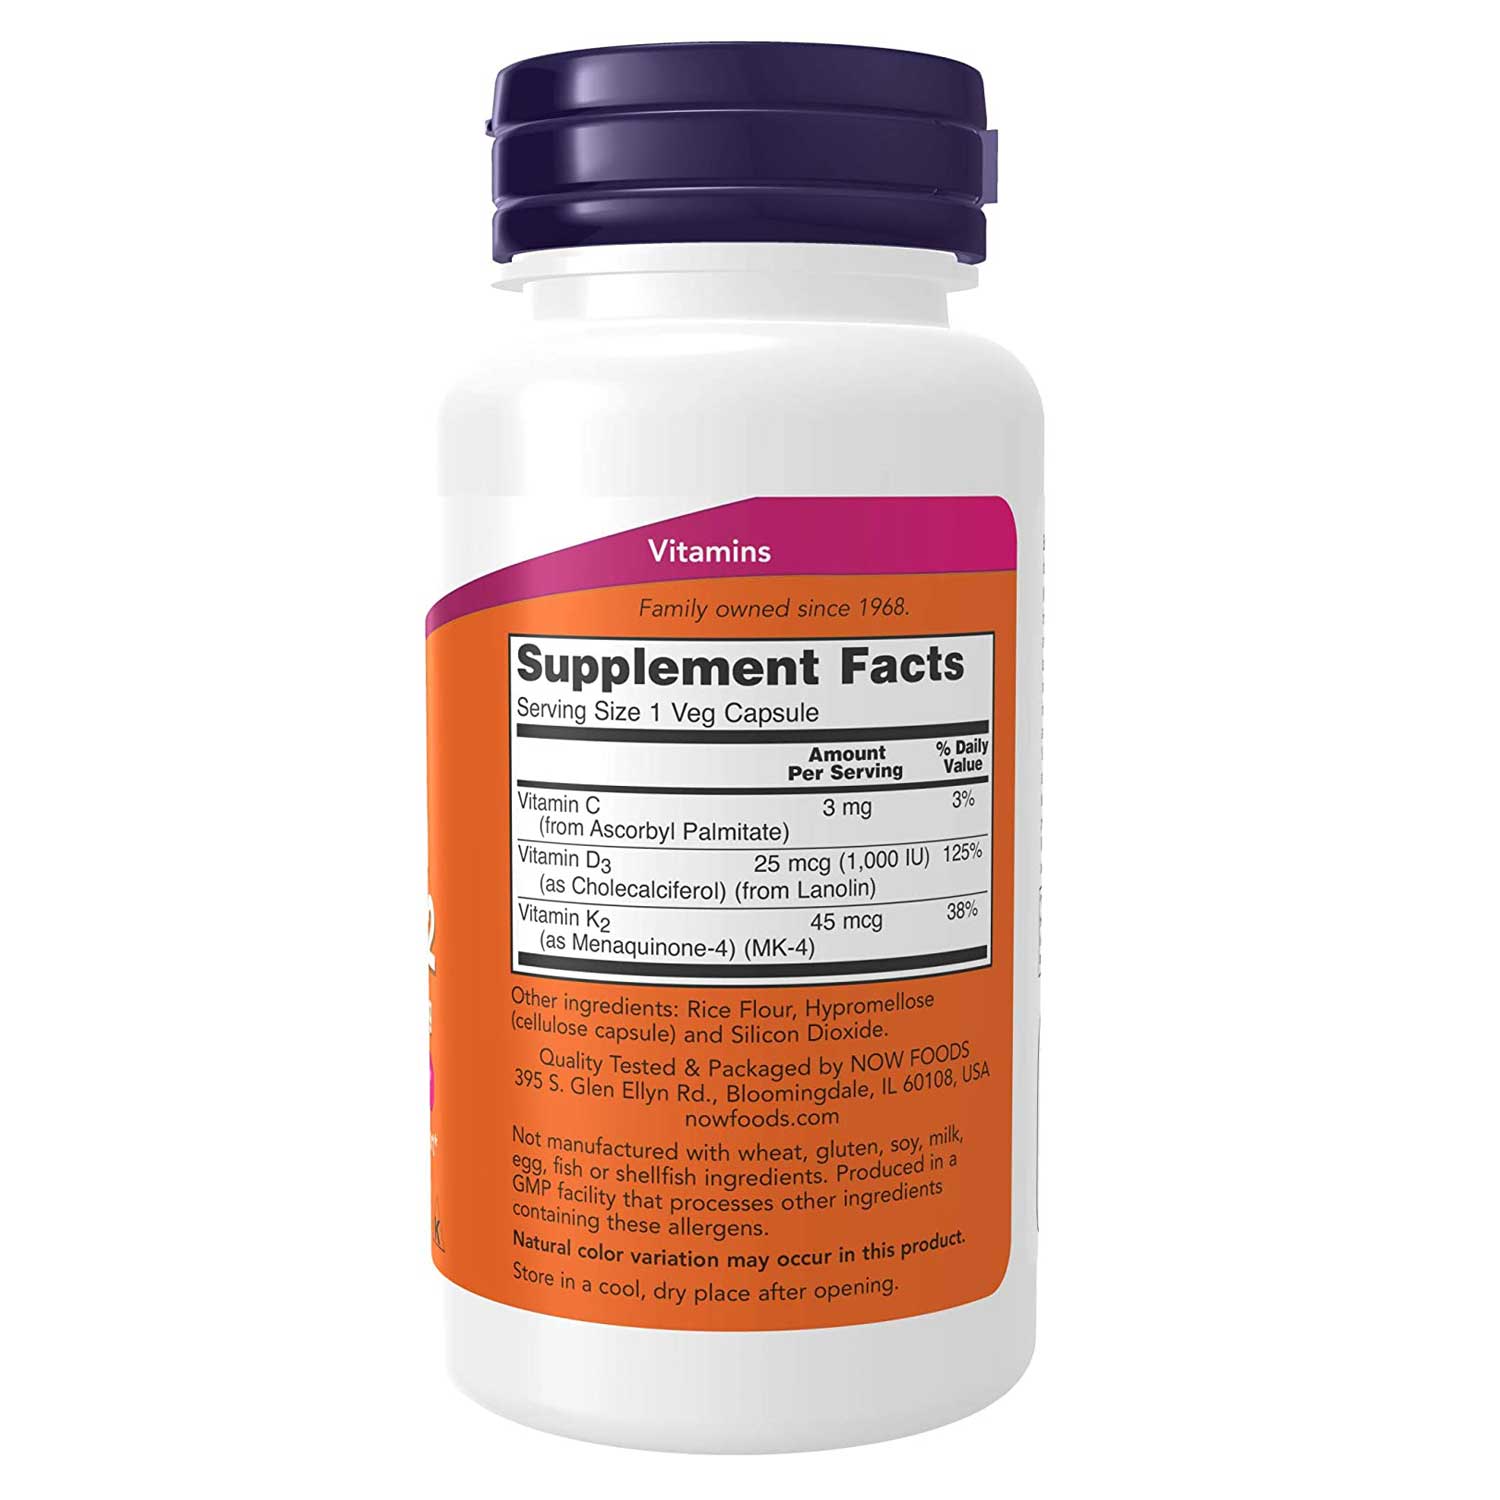 Vitamins
Family owned since 1968.
Supplement Facts
Serving Size 1 Veg Capsule
Amount Per Serving
% Daily Value
Vitamin C 3 mg 3%
(from Ascorbyl Palmitate)
Vitamin D3 25 mcg (1,000 IU) 125%
(as Cholecalciferol) (from Lanolin)
Vitamin K2 45 mcg 38%
(as Menaquinone-4) (MK-4)
Other ingredients: Rice Flour, Hypromellose
(cellulose capsule) and Silicon Dioxide.
Quality Tested & Packaged by NOW FOODS
395 S. Glen Ellyn Rd., Bloomingdale, IL 60108, USA
nowfoods.com
Not manufactured with wheat, gluten, soy, milk,
egg, fish or shellfish ingredients. Produced in a
GMP facility that processes other ingredients
containing these allergens.
Natural color variation may occur in this product.
Store in a cool, dry place after opening.
2
K